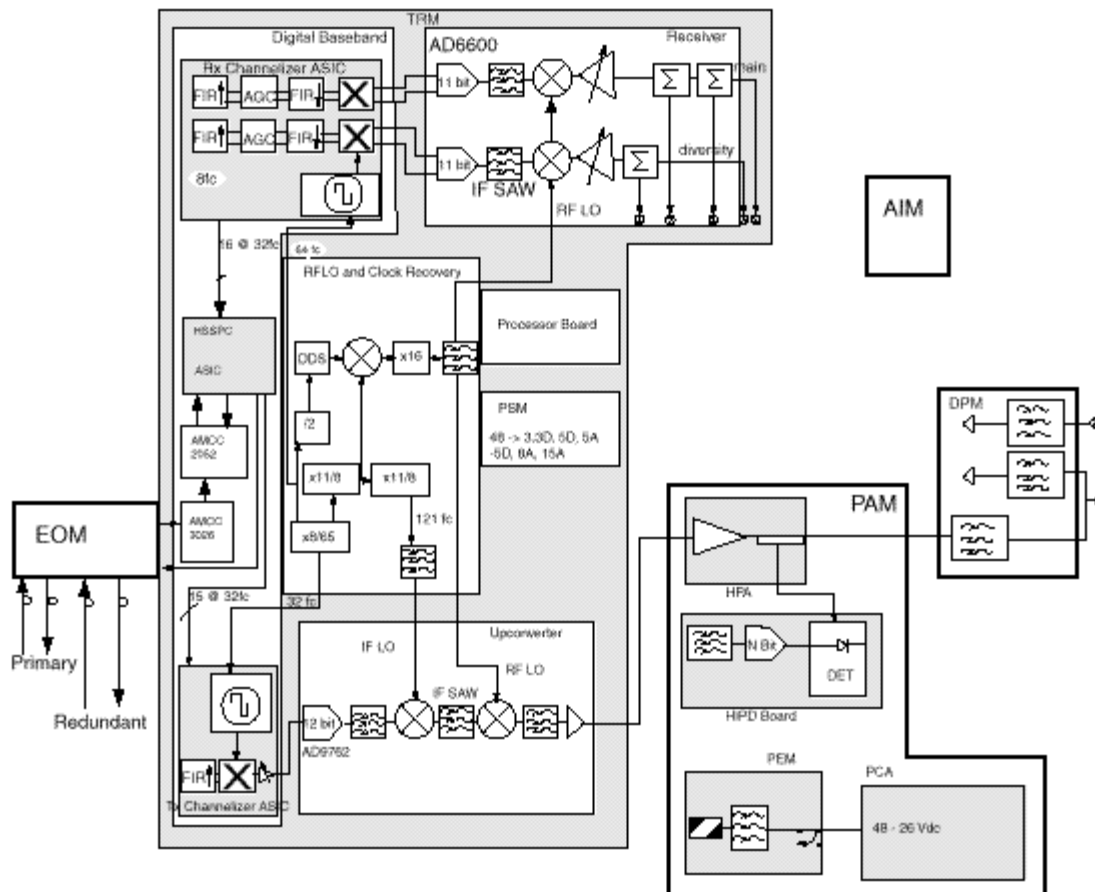 TRM
Digital Baseband
AD6600
Receiver
Rx Channelizer ASIC
FIR
AGC
FIR
11 bit
main
FIR
AGC
FIR
11 bit
diversity
8fc
IF SAW
RF LO
AIM
16 @ 32fc
64 fc
RFLO and Clock Recovery
HSSPC
ASIC
Processor Board
DDS
x16
PSM
48 -> 3.3D, 5D, 5A
-5D, 8A, 15A
DPM
/2
AMCC
x11/8
x11/8
PAM
EOM
AMCC
x8/65
121 fc
HPA
15 @ 32fc
32 fc
Primary
Upconverter
IF LO
RF LO
N Bit
DET
Redundant
IF SAW
HIPD Board
12 bit
AD9762
PEM
PCA
FIR
Tx Channelizer ASIC
48 - 26 Vdc